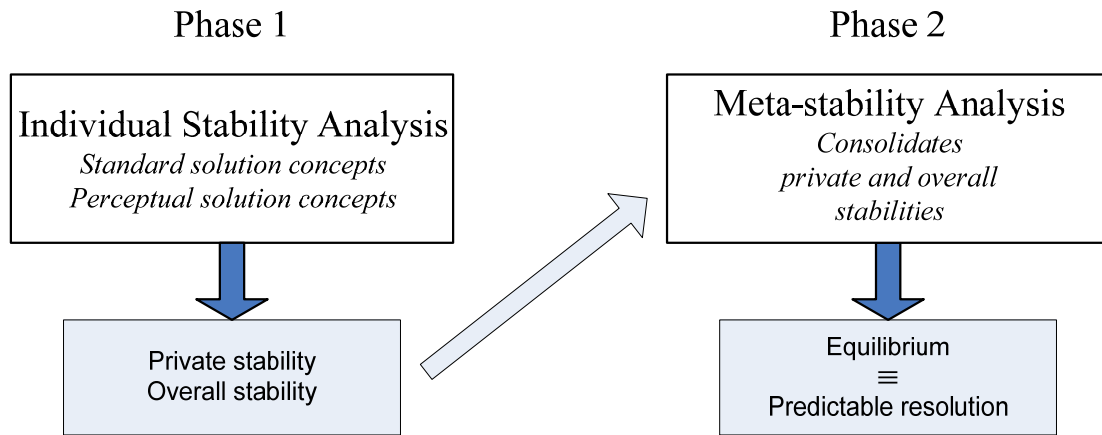 Phase 1
Individual Stability Analysis
Standard solution concepts
Perceptual solution concepts
Private stability
Overall stability
Phase 2
Meta-stability Analysis
Consolidates
private and overall
stabilities
Equilibrium
≡
Predictable resolution